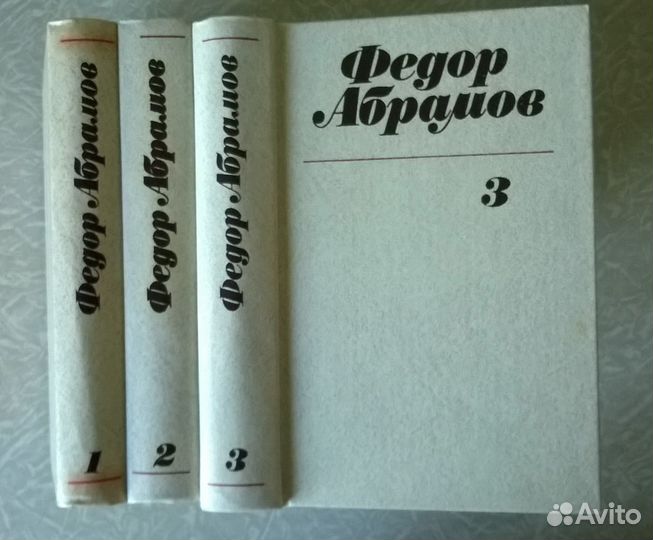 Федор Абрамов
1
Федор Абрамов
2
Федор Абрамов
3
Федор
Абрамов
3
Avito